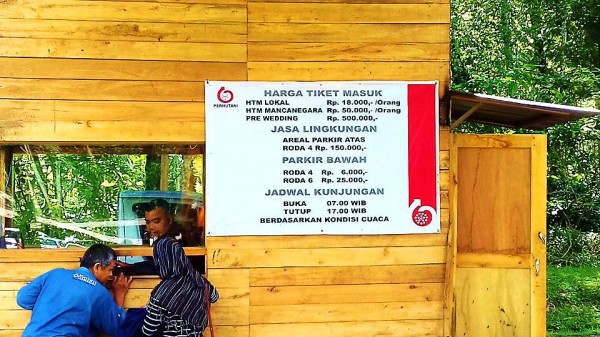 PERHUTANI
HARGA TIKET MASUK
HTM LOKAL Rp. 18.000,- /Orang
HTM MANCANEGARA Rp. 50.000,- /Orang
PRE WEDDING Rp. 500.000,-
JASA LINGKUNGAN
AREAL PARKIR ATAS
RODA 4 Rp. 150.000,-
PARKIR BAWAH
RODA 4 Rp. 6.000,-
RODA 6 Rp. 25.000,-
JADWAL KUNJUNGAN
BUKA 07.00 WIB
TUTUP 17.00 WIB
BERDASARKAN KONDISI CUACA